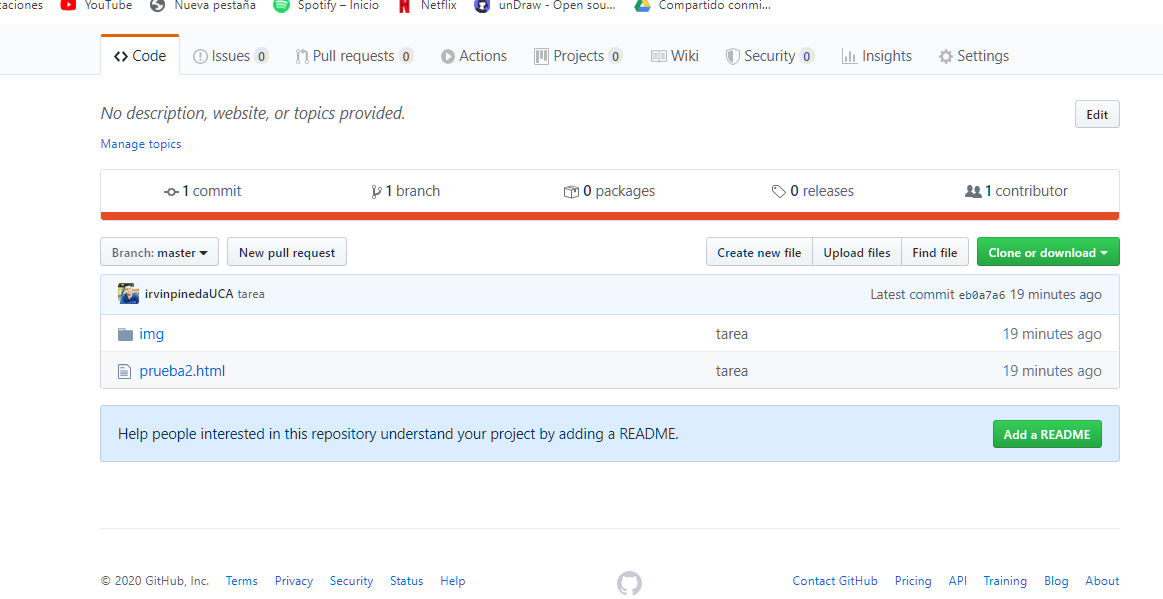 YouTube Nueva pestaña Spotify – Inicio Netflix unDraw - Open sou... Compartido conmi...
Code Issues 0 Pull requests 0 Actions Projects 0 Wiki Security 0 Insights Settings
No description, website, or topics provided. Edit
Manage topics
1 commit 1 branch 0 packages 0 releases 1 contributor
Branch: master New pull request Create new file Upload files Find file Clone or download
irvinpinedaUCA tarea Latest commit eb0a7a6 19 minutes ago
img tarea 19 minutes ago
prueba2.html tarea 19 minutes ago
Help people interested in this repository understand your project by adding a README. Add a README
© 2020 GitHub, Inc. Terms Privacy Security Status Help Contact GitHub Pricing API Training Blog About